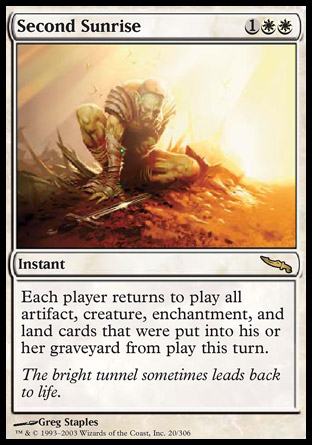 Second Sunrise 1
Instant
Each player returns to play all
artifact, creature, enchantment, and
land cards that were put into his or
her graveyard from play this turn.
The bright tunnel sometimes leads back
to life.
Greg Staples
™ & © 1993–2003 Wizards of the Coast, Inc. 20/306